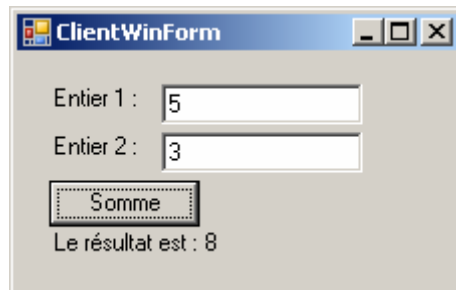 ClientWinForm
Entier 1 : 5
Entier 2 : 3
Somme
Le résultat est : 8